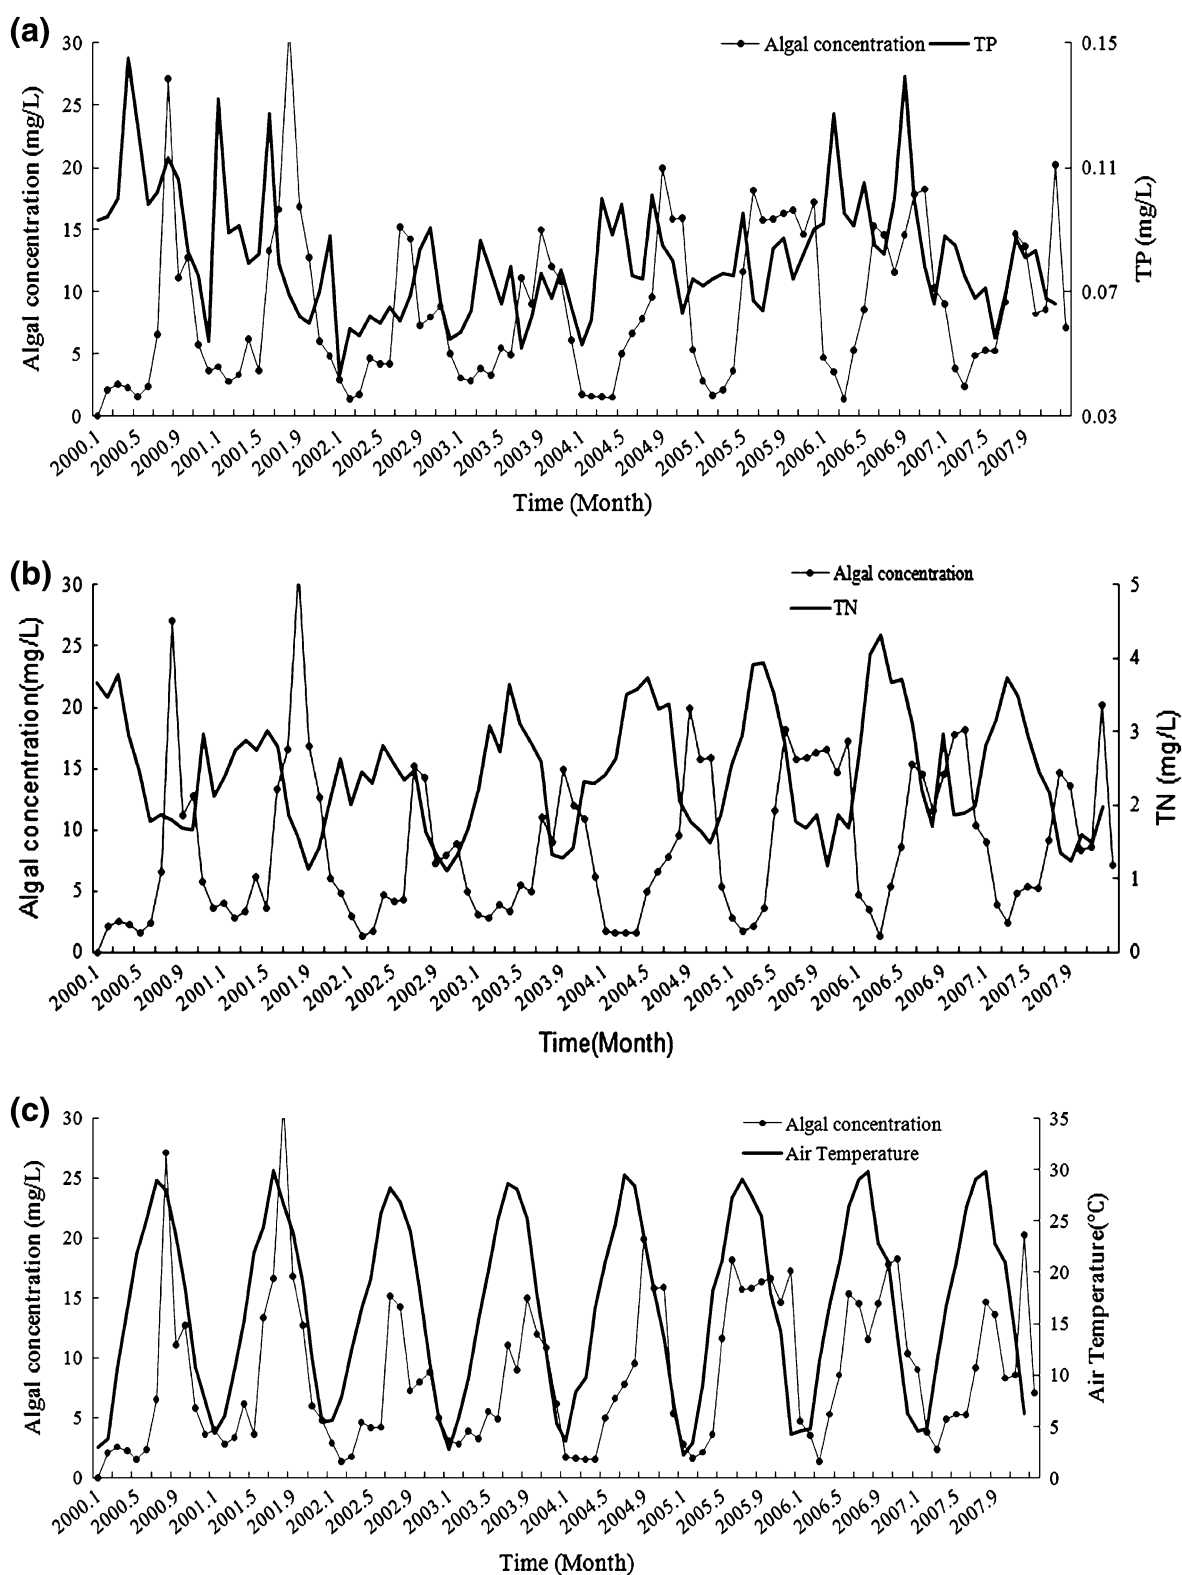 (a)
Algal concentration TP
30
25
20
15
10
5
0
Algal concentration (mg/L)
0.15
0.11
0.07
0.03
TP (mg/L)
2000.1 2000.5 2000.9 2001.1 2001.5 2001.9 2002.1 2002.5 2002.9 2003.1 2003.5 2003.9 2004.1 2004.5 2004.9 2005.1 2005.5 2005.9 2006.1 2006.5 2006.9 2007.1 2007.5 2007.9
Time (Month)
(b)
Algal concentration
TN
30
25
20
15
10
5
0
Algal concentration(mg/L)
5
4
3
2
1
0
TN (mg/L)
2000.1 2000.5 2000.9 2001.1 2001.5 2001.9 2002.1 2002.5 2002.9 2003.1 2003.5 2003.9 2004.1 2004.5 2004.9 2005.1 2005.5 2005.9 2006.1 2006.5 2006.9 2007.1 2007.5 2007.9
Time(Month)
(c)
Algal concentration
Air Temperature
30
25
20
15
10
5
0
Algal concentration (mg/L)
35
30
25
20
15
10
5
0
Air Temperature(°C)
2000.1 2000.5 2000.9 2001.1 2001.5 2001.9 2002.1 2002.5 2002.9 2003.1 2003.5 2003.9 2004.1 2004.5 2004.9 2005.1 2005.5 2005.9 2006.1 2006.5 2006.9 2007.1 2007.5 2007.9
Time (Month)